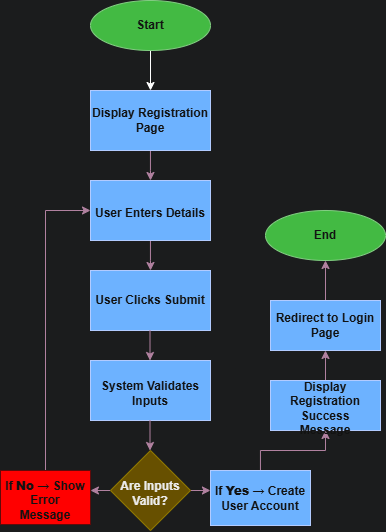 Start
Display Registration
Page
User Enters Details
User Clicks Submit
System Validates
Inputs
Are Inputs
Valid?
If No → Show
Error
Message
If Yes → Create
User Account
Display
Registration
Success
Message
Redirect to Login
Page
End